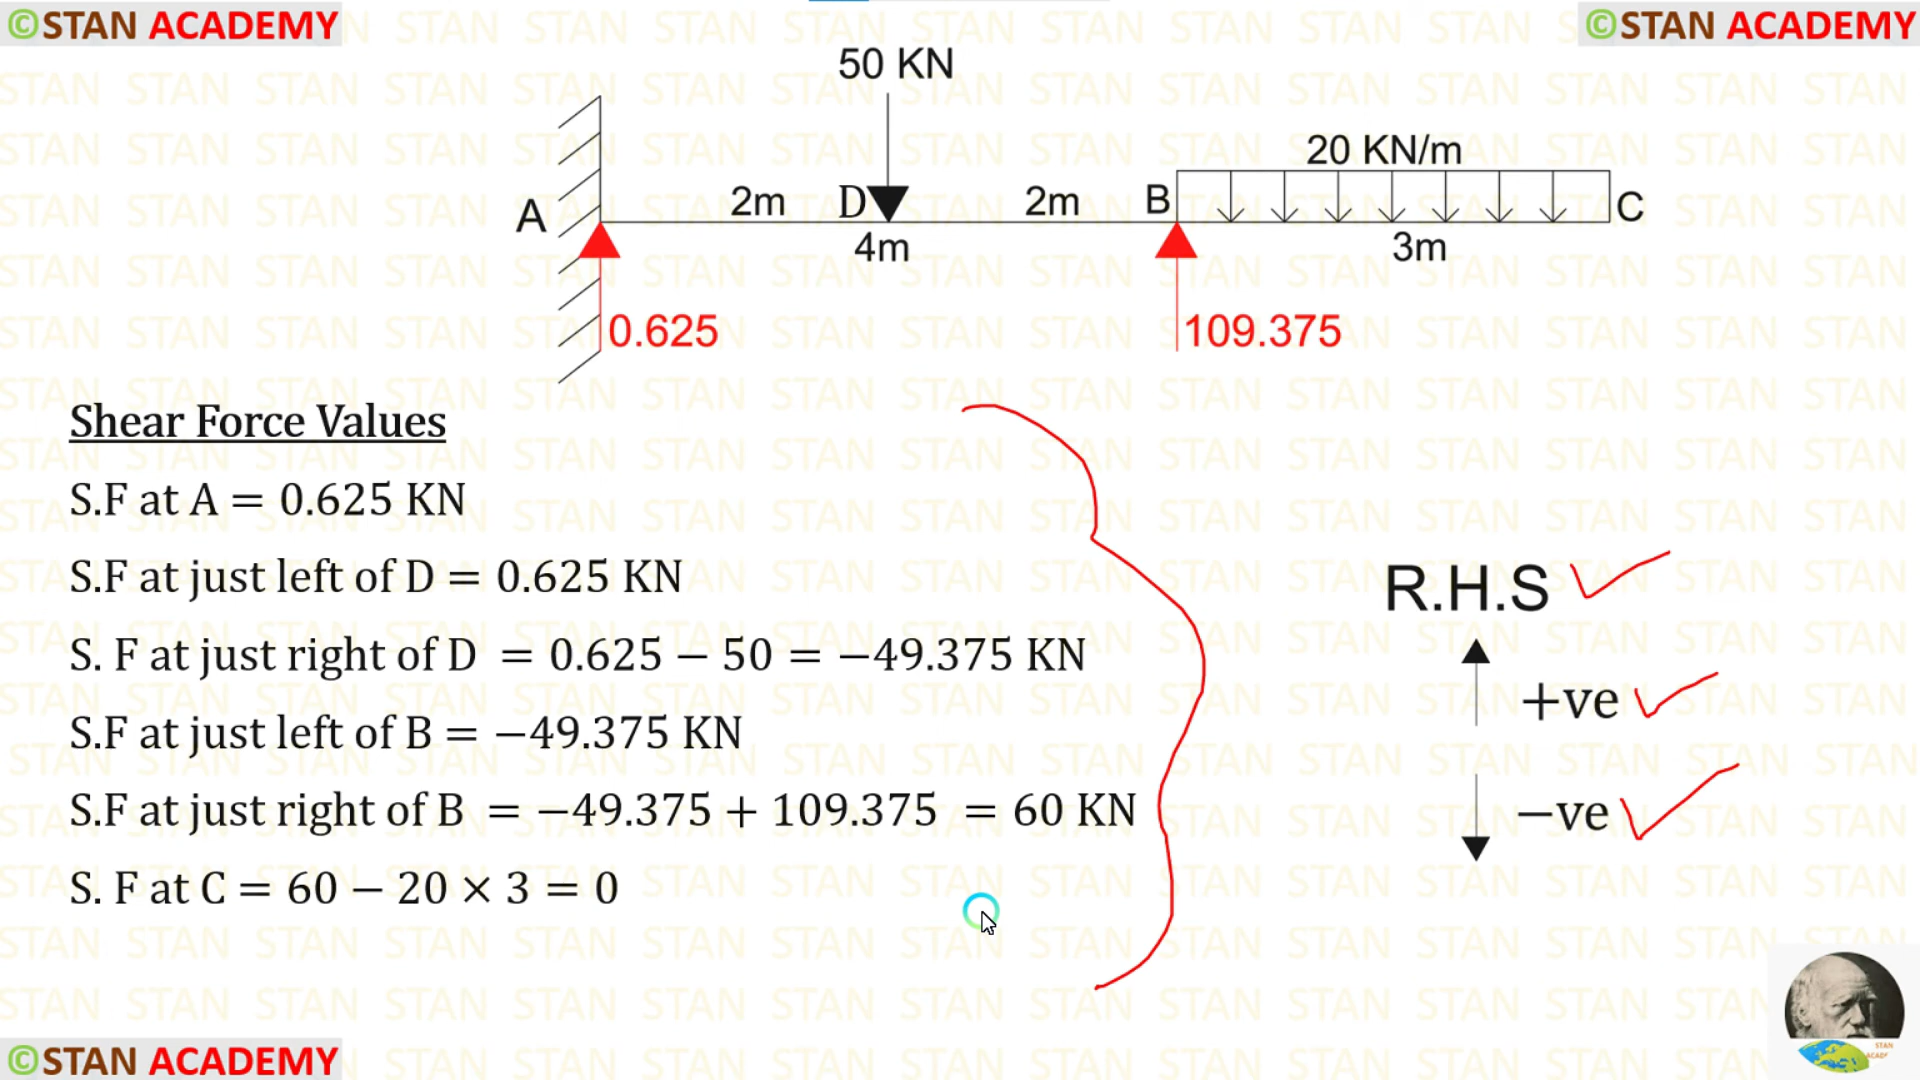 ©STAN ACADEMY
©STAN ACADEMY
50 KN
20 KN/m
A
2m
D
2m
B
C
4m
3m
0.625
109.375
Shear Force Values
S.F at A = 0.625 KN
S.F at just left of D = 0.625 KN
S. F at just right of D = 0.625 − 50 = −49.375 KN
S.F at just left of B = −49.375 KN
S.F at just right of B = −49.375 + 109.375 = 60 KN
S. F at C = 60 − 20 × 3 = 0
R.H.S
+ve
−ve
©STAN ACADEMY
STAN